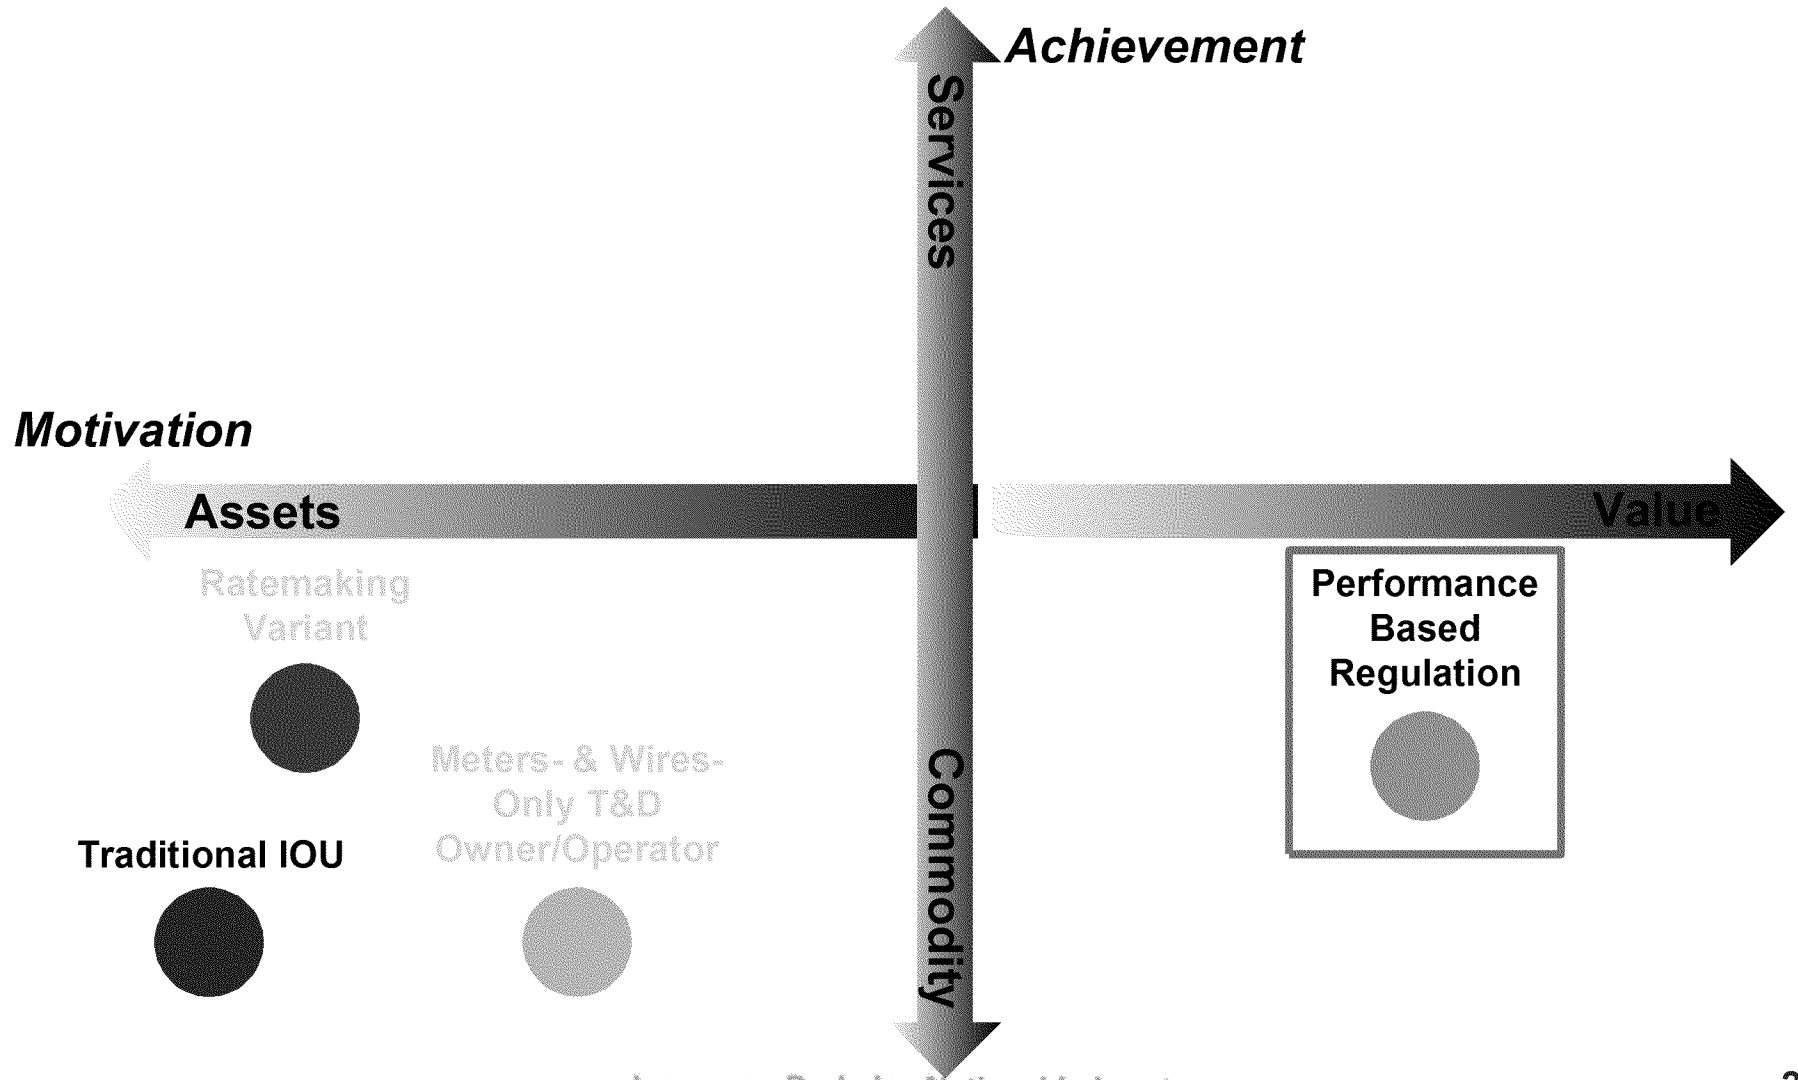 Achievement
Services
Motivation
Assets
Value
Ratemaking
Variant
Performance
Based
Regulation
Meters- & Wires-
Only T&D
Owner/Operator
Traditional IOU
Commodity